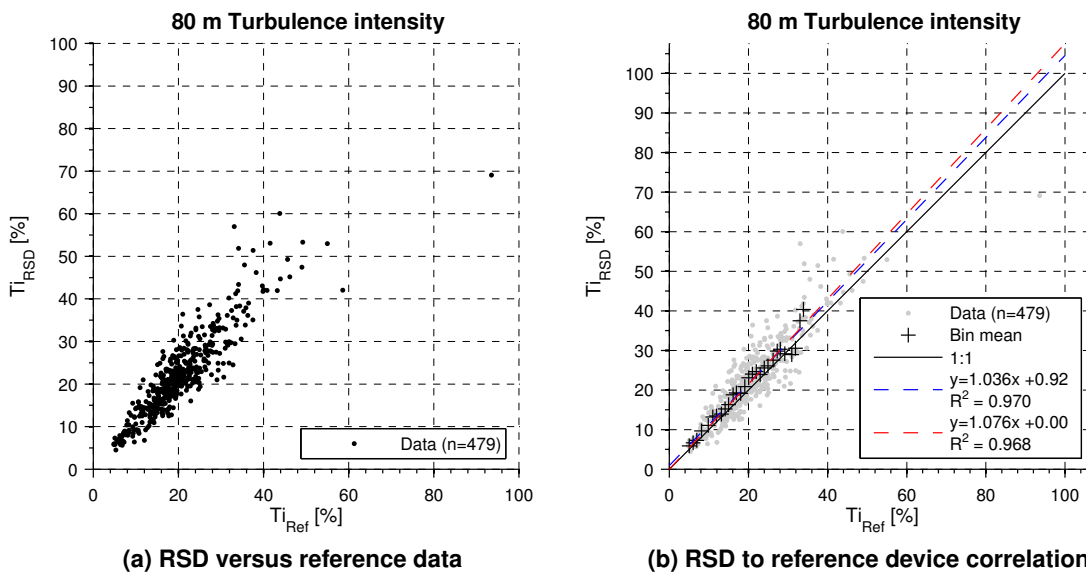 80 m Turbulence intensity
100
90
80
70
60
50
40
30
20
10
0
Ti_RSD [%]
Data (n=479)
0 20 40 60 80 100
Ti_Ref [%]
(a) RSD versus reference data
80 m Turbulence intensity
100
90
80
70
60
50
40
30
20
10
0
Ti_RSD [%]
Data (n=479)
Bin mean
1:1
y=1.036x +0.92
R² = 0.970
y=1.076x +0.00
R² = 0.968
0 20 40 60 80 100
Ti_Ref [%]
(b) RSD to reference device correlation